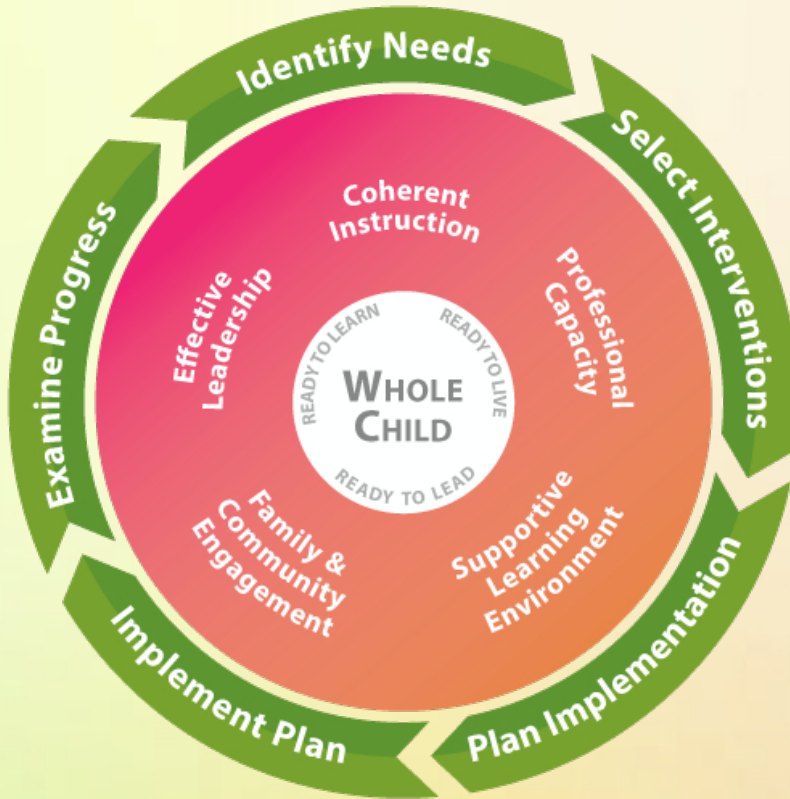 Identify Needs
Select Interventions
Plan Implementation
Implement Plan
Examine Progress
Coherent
Instruction
Professional
Capacity
Supportive
Learning
Environment
Family &
Community
Engagement
Effective
Leadership
READY TO LEARN
READY TO LIVE
READY TO LEAD
WHOLE
CHILD